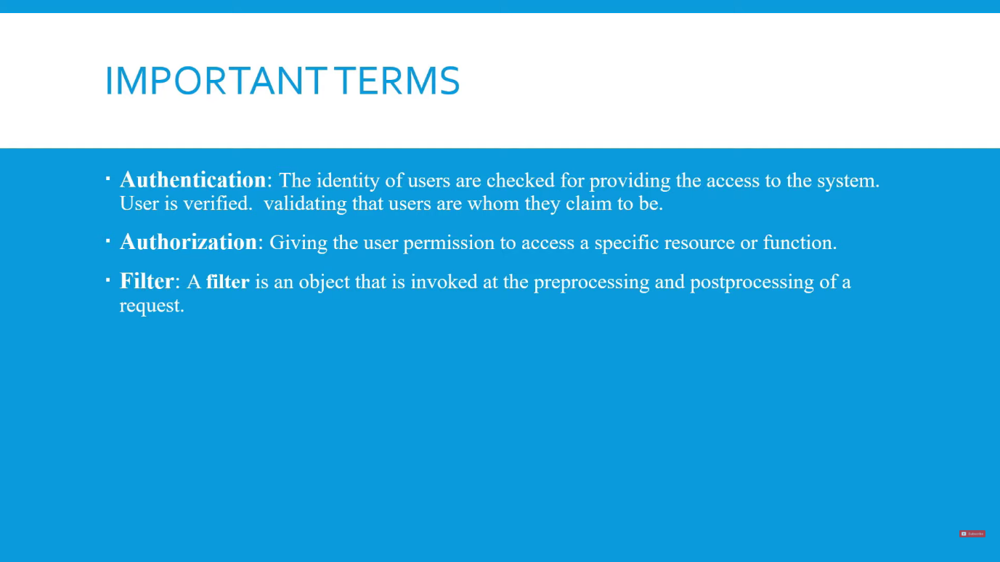 IMPORTANT TERMS
▪ Authentication: The identity of users are checked for providing the access to the system.
User is verified.  validating that users are whom they claim to be.
▪ Authorization: Giving the user permission to access a specific resource or function.
▪ Filter: A filter is an object that is invoked at the preprocessing and postprocessing of a
request.
Subscribe